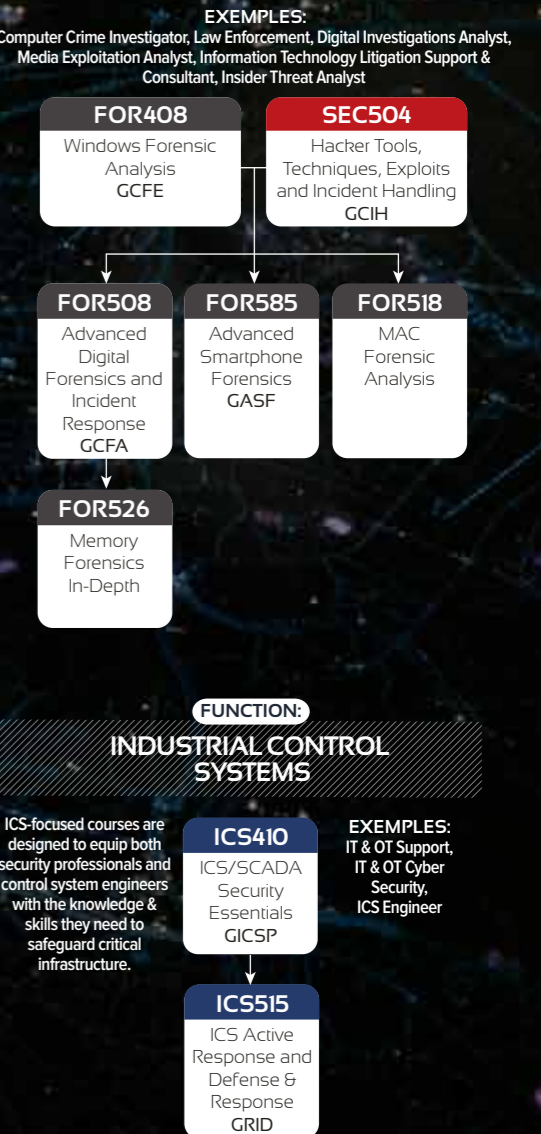 EXEMPLES:
Computer Crime Investigator, Law Enforcement, Digital Investigations Analyst,
Media Exploitation Analyst, Information Technology Litigation Support &
Consultant, Insider Threat Analyst
FOR408
Windows Forensic
Analysis
GCFE
SEC504
Hacker Tools,
Techniques, Exploits
and Incident Handling
GCIH
FOR508
Advanced
Digital
Forensics and
Incident
Response
GCFA
FOR585
Advanced
Smartphone
Forensics
GASF
FOR518
MAC
Forensic
Analysis
FOR526
Memory
Forensics
In-Depth
FUNCTION:
INDUSTRIAL CONTROL
SYSTEMS
ICS-focused courses are
designed to equip both
security professionals and
control system engineers
with the knowledge &
skills they need to
safeguard critical
infrastructure.
ICS410
ICS/SCADA
Security
Essentials
GICSP
EXEMPLES:
IT & OT Support,
IT & OT Cyber
Security,
ICS Engineer
ICS515
ICS Active
Response and
Defense &
Response
GRID